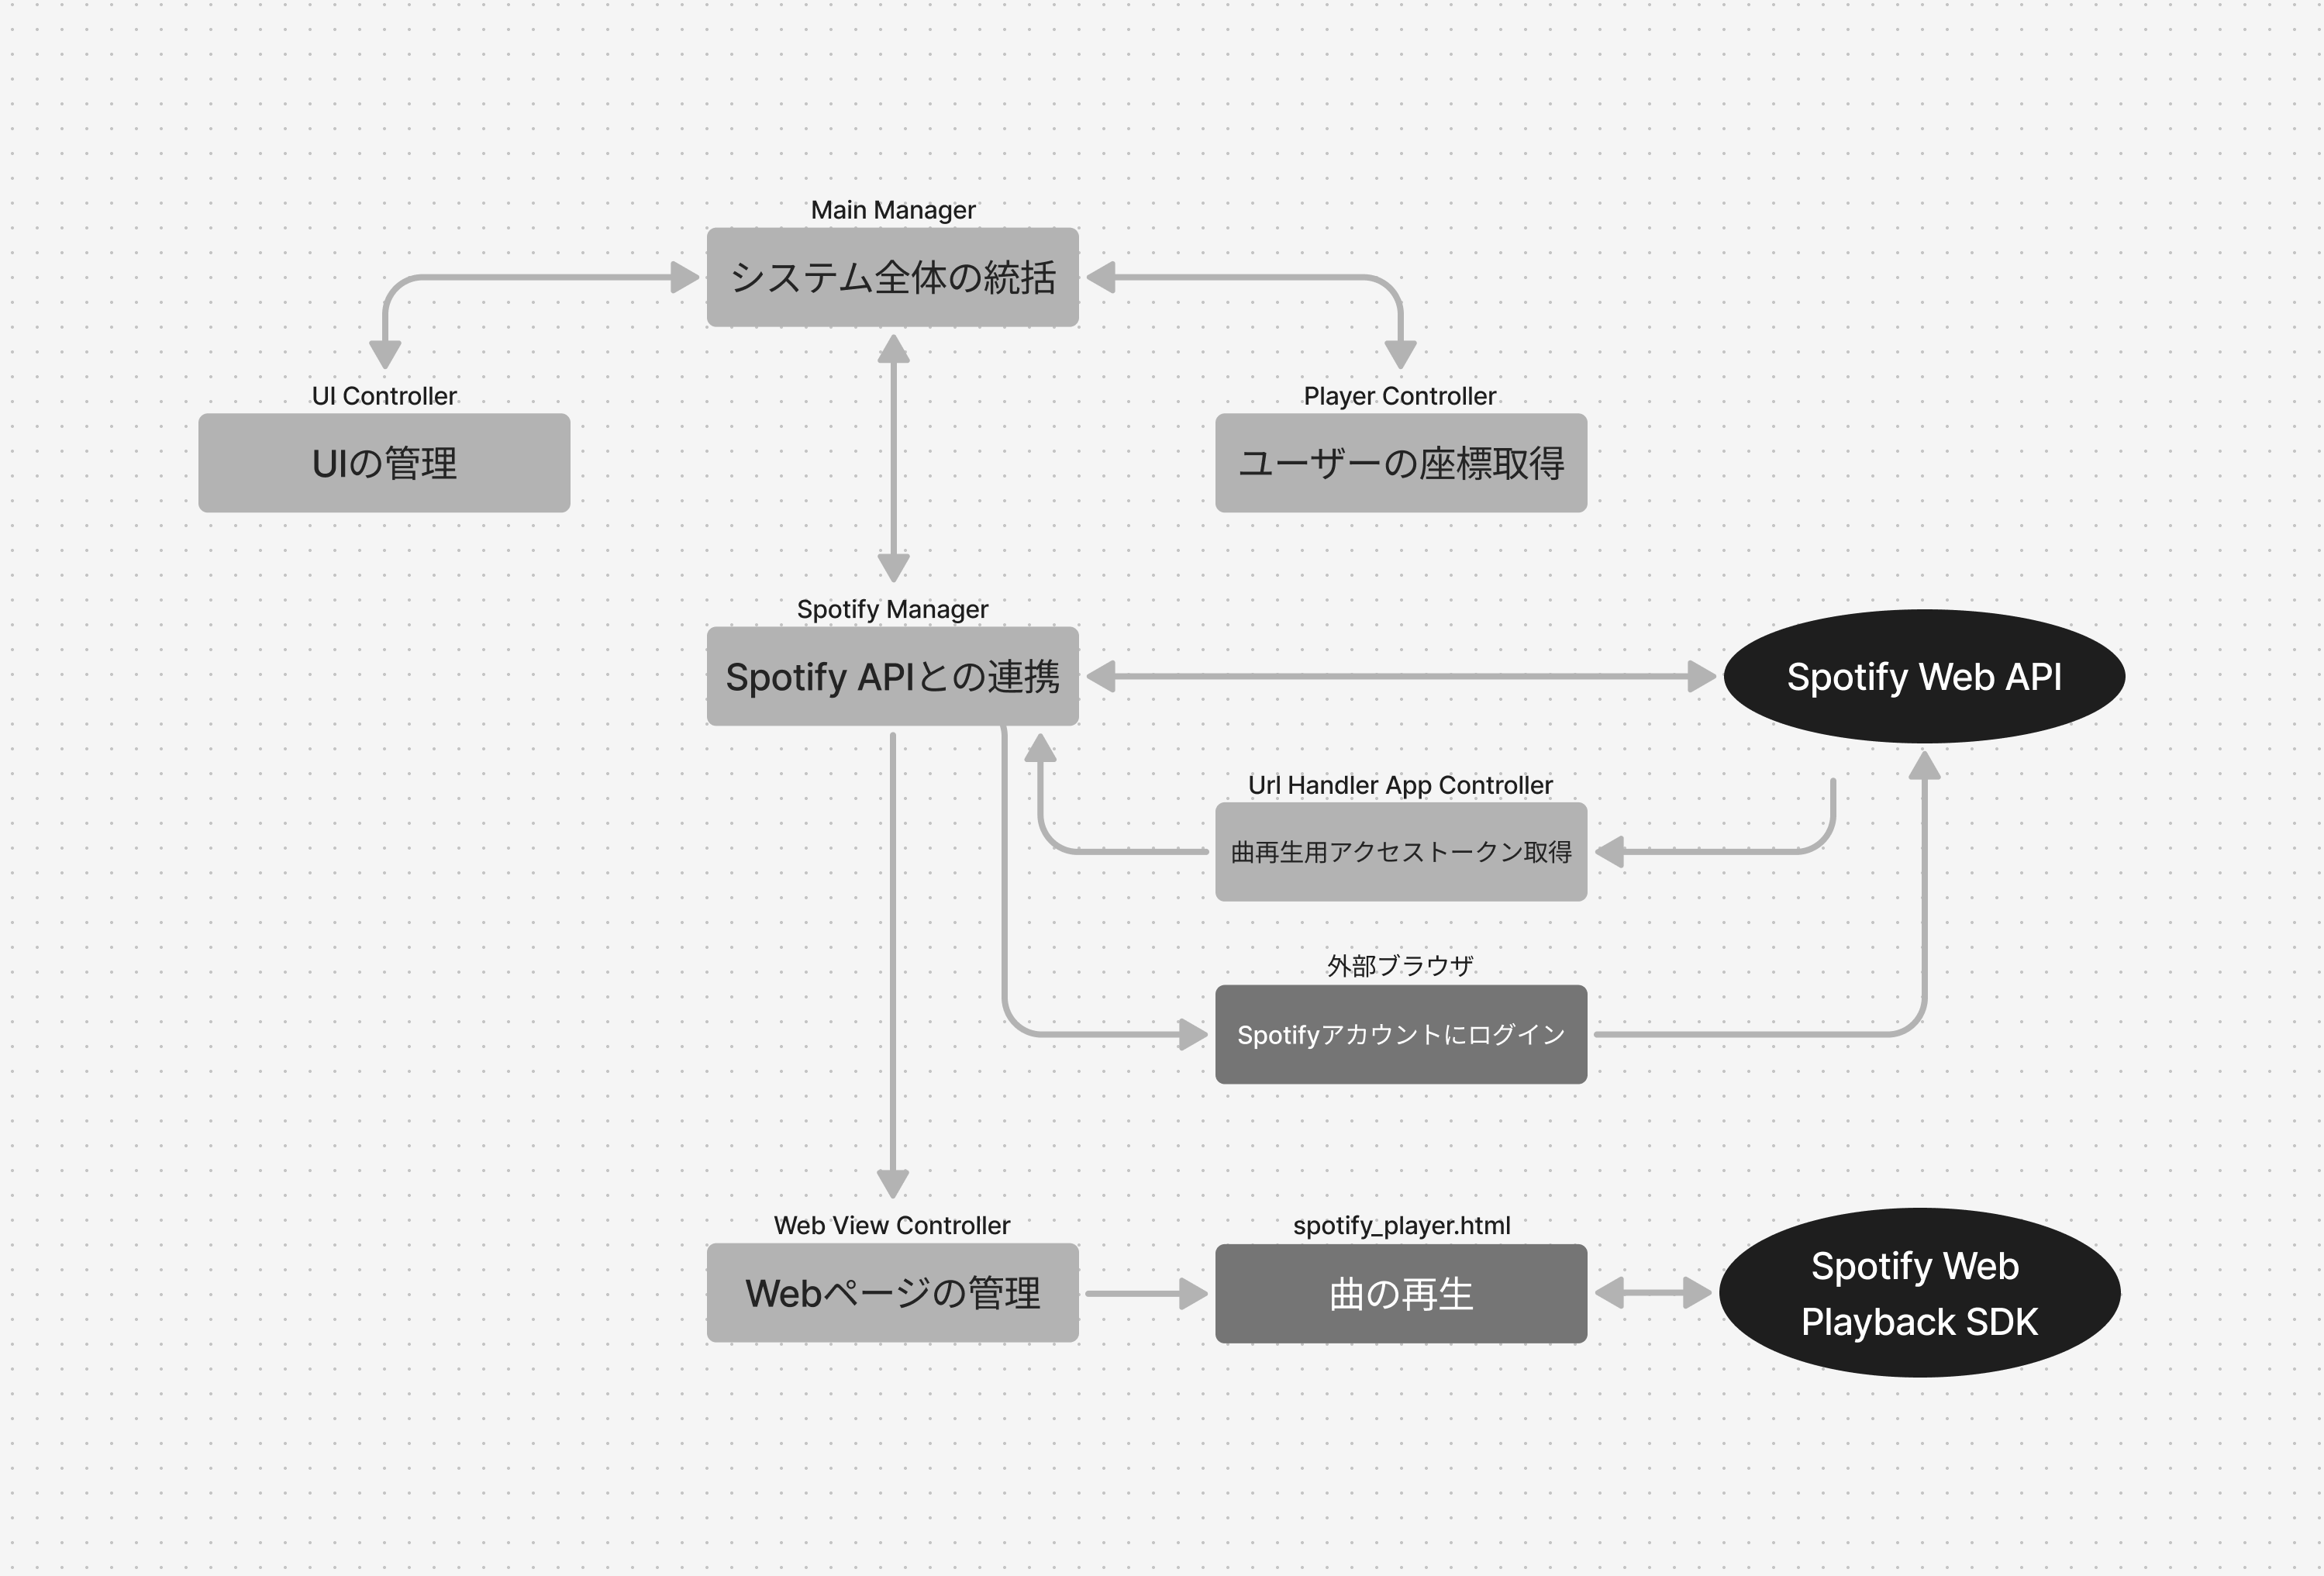 Main Manager
システム全体の統括
UI Controller
UIの管理
Player Controller
ユーザーの座標取得
Spotify Manager
Spotify APIとの連携
Spotify Web API
Url Handler App Controller
曲再生用アクセストークン取得
外部ブラウザ
Spotifyアカウントにログイン
Web View Controller
Webページの管理
spotify_player.html
曲の再生
Spotify Web
Playback SDK